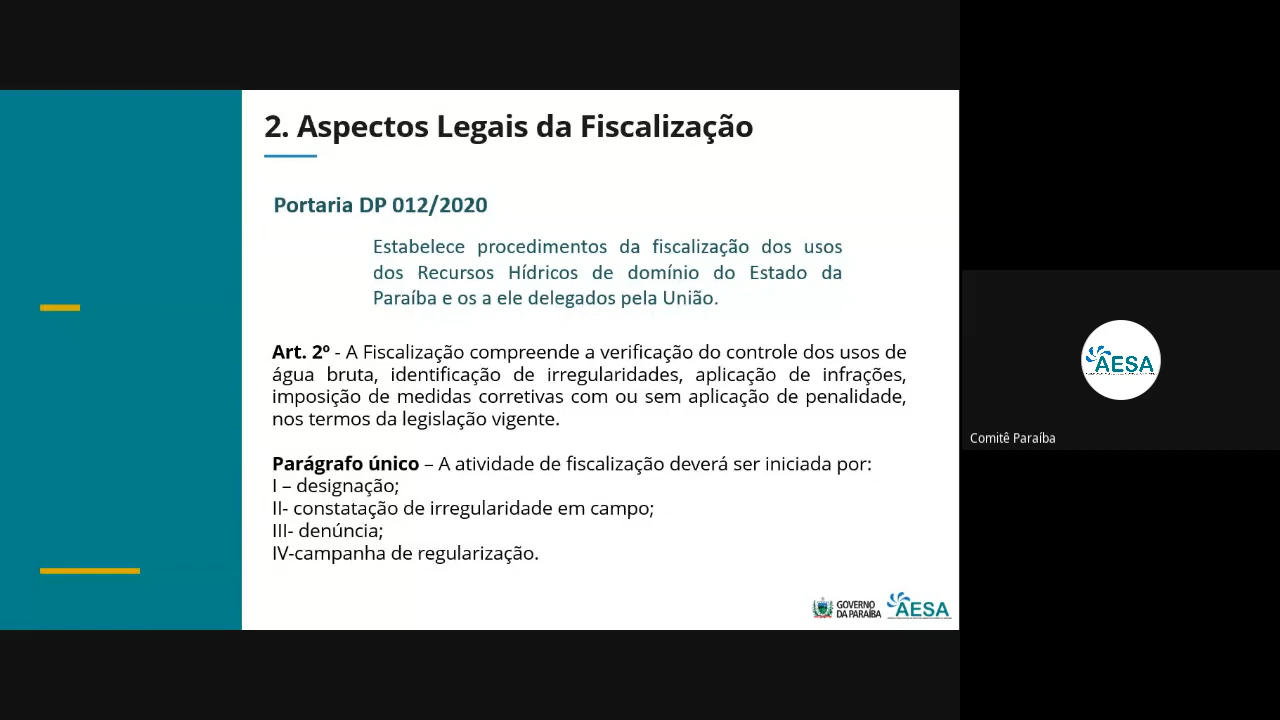 2. Aspectos Legais da Fiscalização
Portaria DP 012/2020
Estabelece procedimentos da fiscalização dos usos
dos Recursos Hídricos de domínio do Estado da
Paraíba e os a ele delegados pela União.
Art. 2º - A Fiscalização compreende a verificação do controle dos usos de
água bruta, identificação de irregularidades, aplicação de infrações,
imposição de medidas corretivas com ou sem aplicação de penalidade,
nos termos da legislação vigente.
Parágrafo único – A atividade de fiscalização deverá ser iniciada por:
I – designação;
II- constatação de irregularidade em campo;
III- denúncia;
IV-campanha de regularização.
GOVERNO
DA PARAÍBA
AESA
AESA
Comitê Paraíba